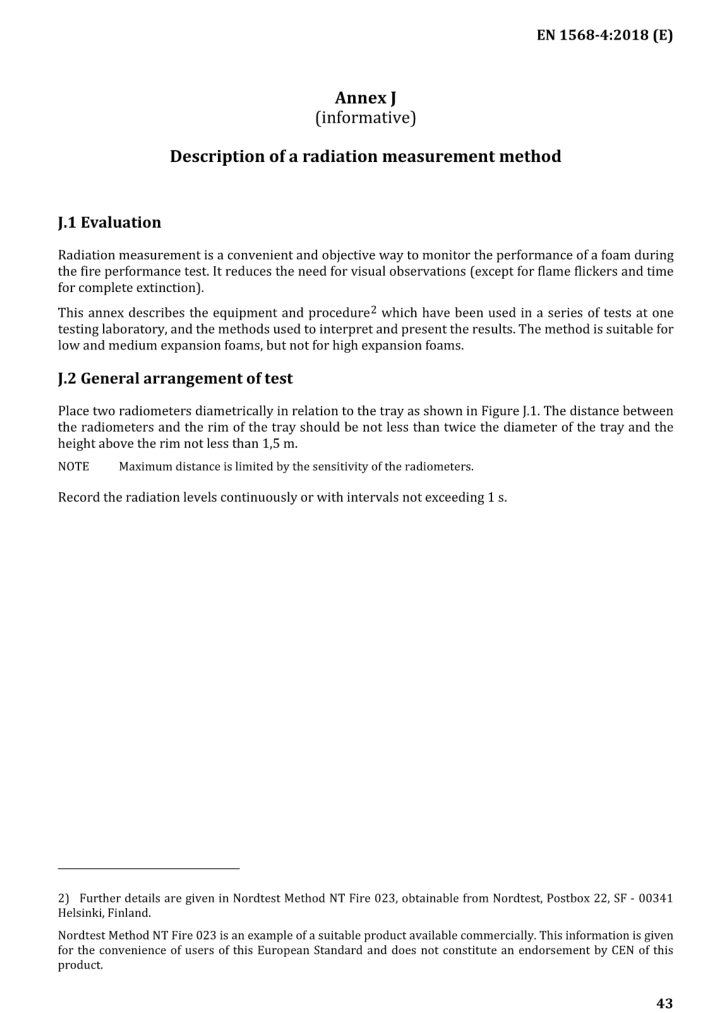 EN 1568-4:2018 (E)
Annex J
(informative)
Description of a radiation measurement method
J.1 Evaluation
Radiation measurement is a convenient and objective way to monitor the performance of a foam during
the fire performance test. It reduces the need for visual observations (except for flame flickers and time
for complete extinction).
This annex describes the equipment and procedure2 which have been used in a series of tests at one
testing laboratory, and the methods used to interpret and present the results. The method is suitable for
low and medium expansion foams, but not for high expansion foams.
J.2 General arrangement of test
Place two radiometers diametrically in relation to the tray as shown in Figure J.1. The distance between
the radiometers and the rim of the tray should be not less than twice the diameter of the tray and the
height above the rim not less than 1,5 m.
NOTE Maximum distance is limited by the sensitivity of the radiometers.
Record the radiation levels continuously or with intervals not exceeding 1 s.
2) Further details are given in Nordtest Method NT Fire 023, obtainable from Nordtest, Postbox 22, SF - 00341
Helsinki, Finland.
Nordtest Method NT Fire 023 is an example of a suitable product available commercially. This information is given
for the convenience of users of this European Standard and does not constitute an endorsement by CEN of this
product.
43